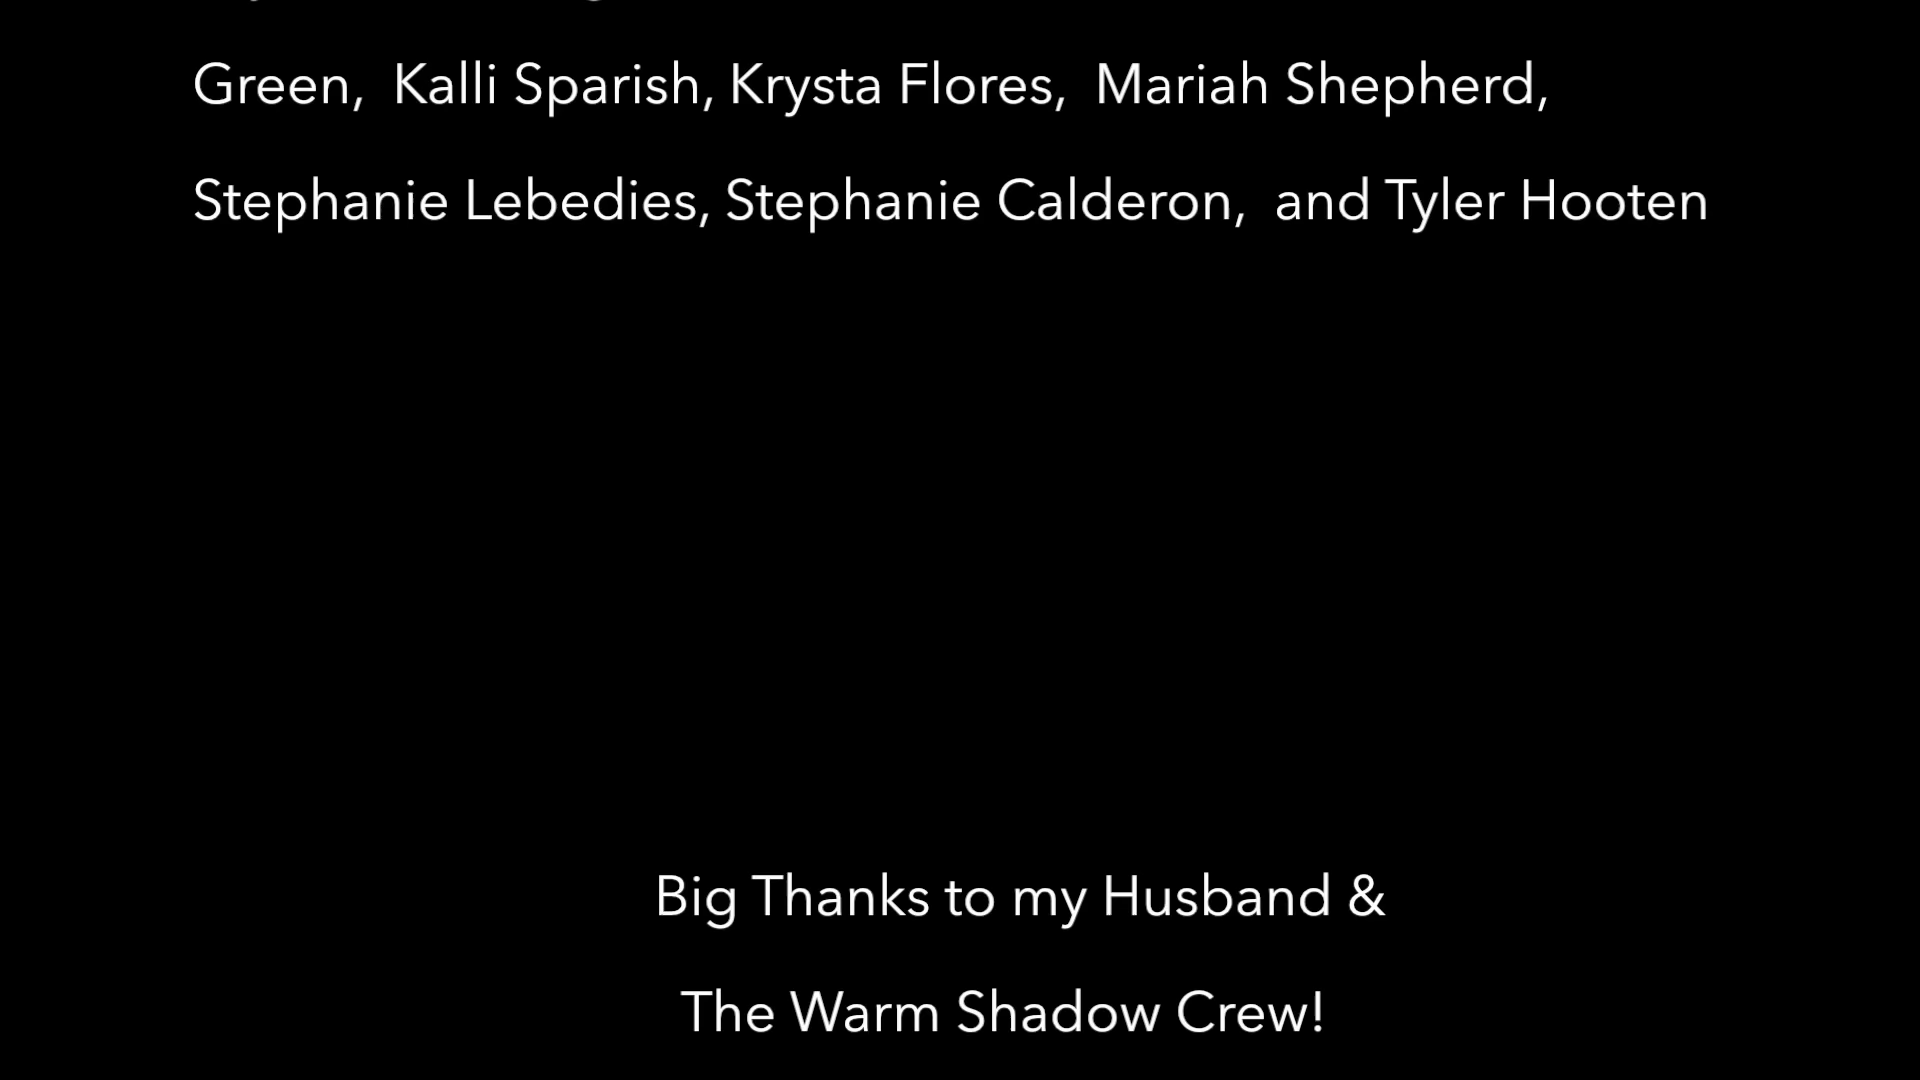 Green,  Kalli Sparish, Krysta Flores,  Mariah Shepherd,
Stephanie Lebedies, Stephanie Calderon,  and Tyler Hooten
Big Thanks to my Husband &
The Warm Shadow Crew!